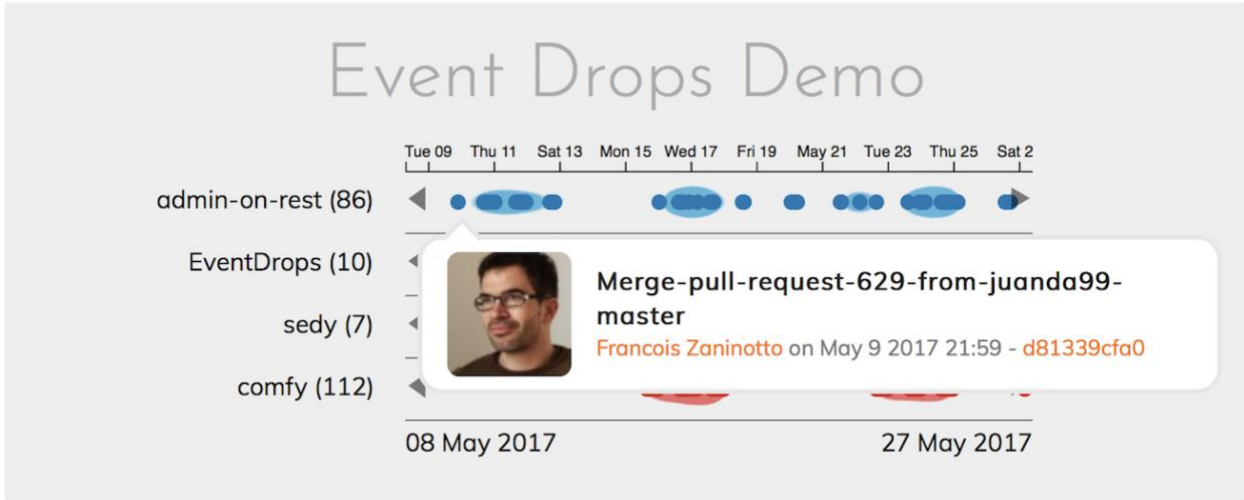 Event Drops Demo
Tue 09 Thu 11 Sat 13 Mon 15 Wed 17 Fri 19 May 21 Tue 23 Thu 25 Sat 2
admin-on-rest (86)
EventDrops (10)
Merge-pull-request-629-from-juanda99-
master
Francois Zaninotto on May 9 2017 21:59 - d81339cfa0
sedy (7)
comfy (112)
08 May 2017 27 May 2017